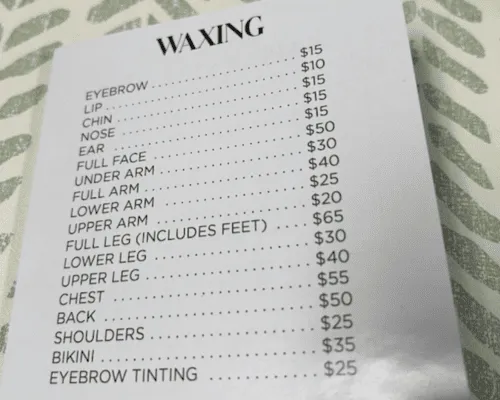 WAXING
EYEBROW .................... $15
LIP .................... $10
CHIN .................... $15
NOSE .................... $15
EAR .................... $15
FULL FACE .................... $50
UNDER ARM .................... $30
FULL ARM .................... $40
LOWER ARM .................... $25
UPPER ARM .................... $20
FULL LEG (INCLUDES FEET) .... $65
LOWER LEG .................... $30
UPPER LEG .................... $40
CHEST .................... $55
BACK .................... $50
SHOULDERS .................... $25
BIKINI .................... $35
EYEBROW TINTING ........... $25